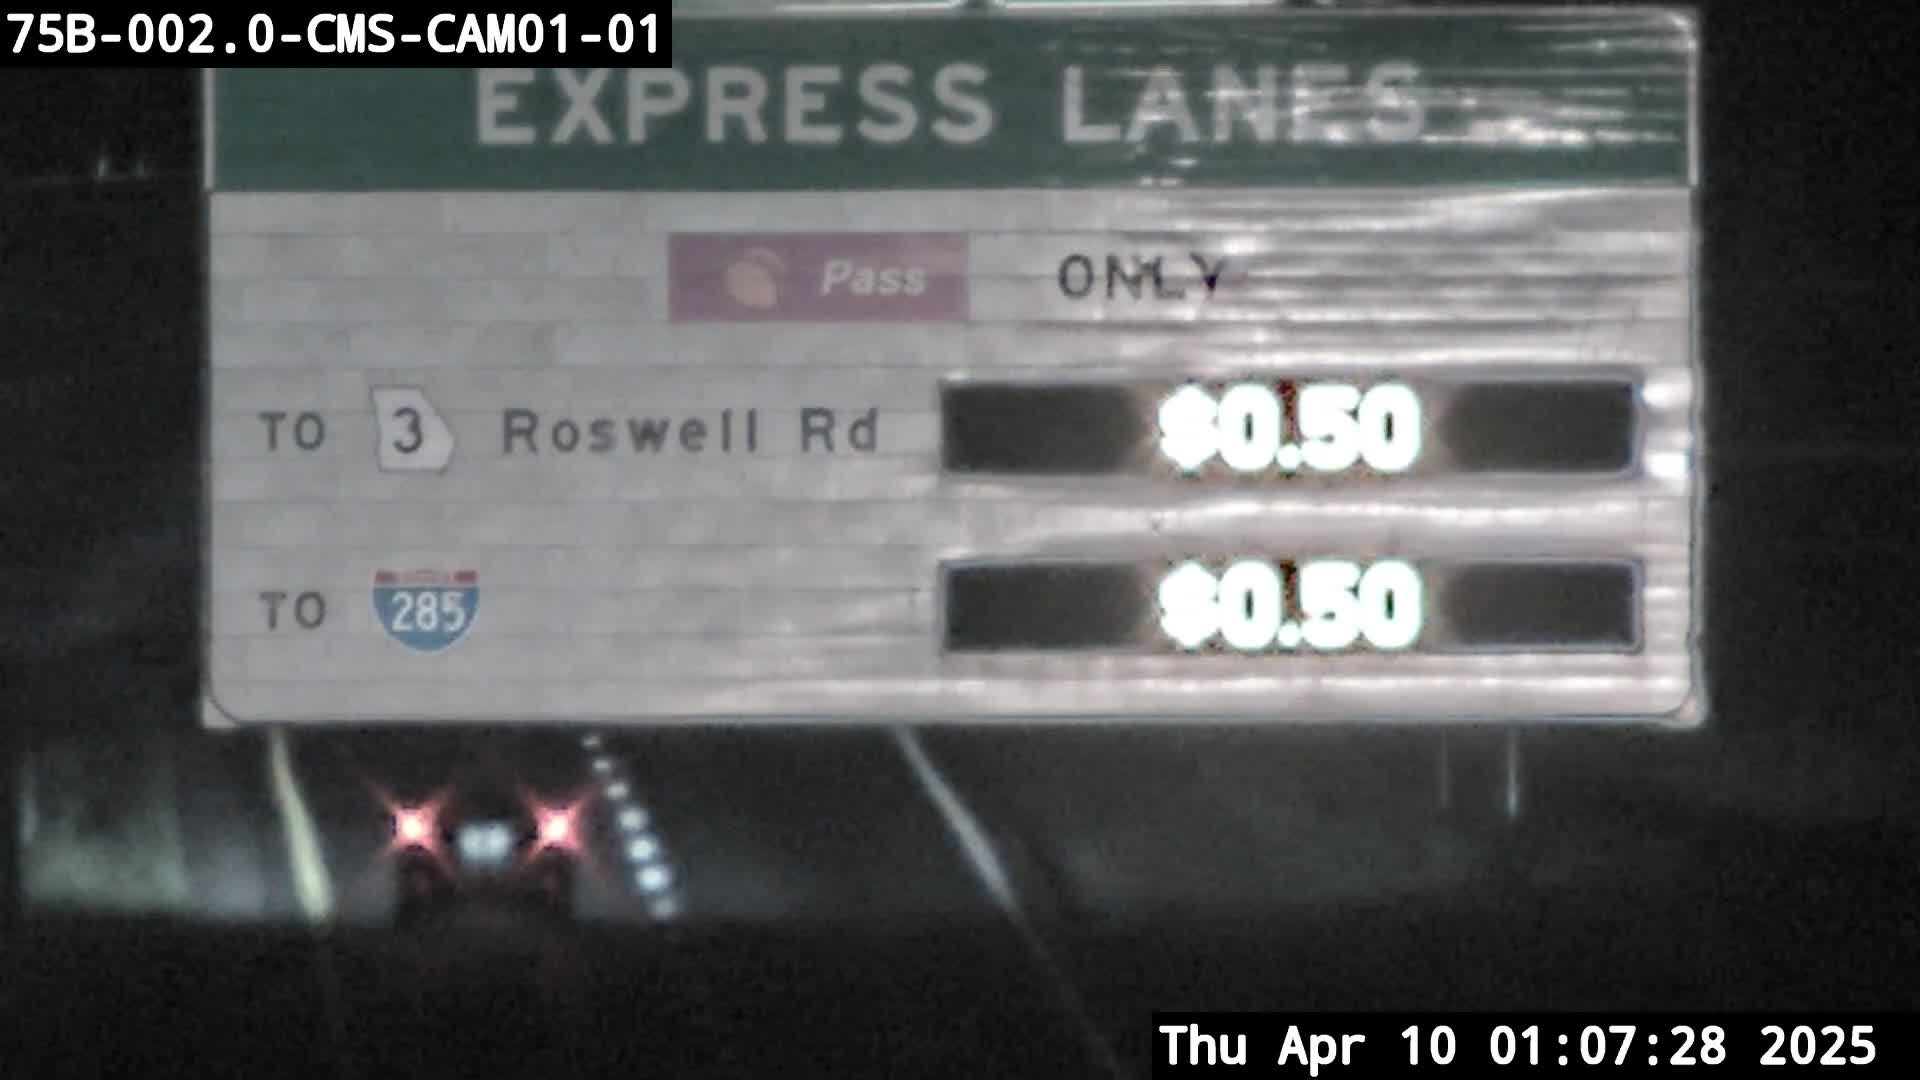 75B-002.0-CMS-CAM01-01
EXPRESS LANES
Pass ONLY
TO 3 Roswell Rd $0.50
TO 285 $0.50
Thu Apr 10 01:07:28 2025